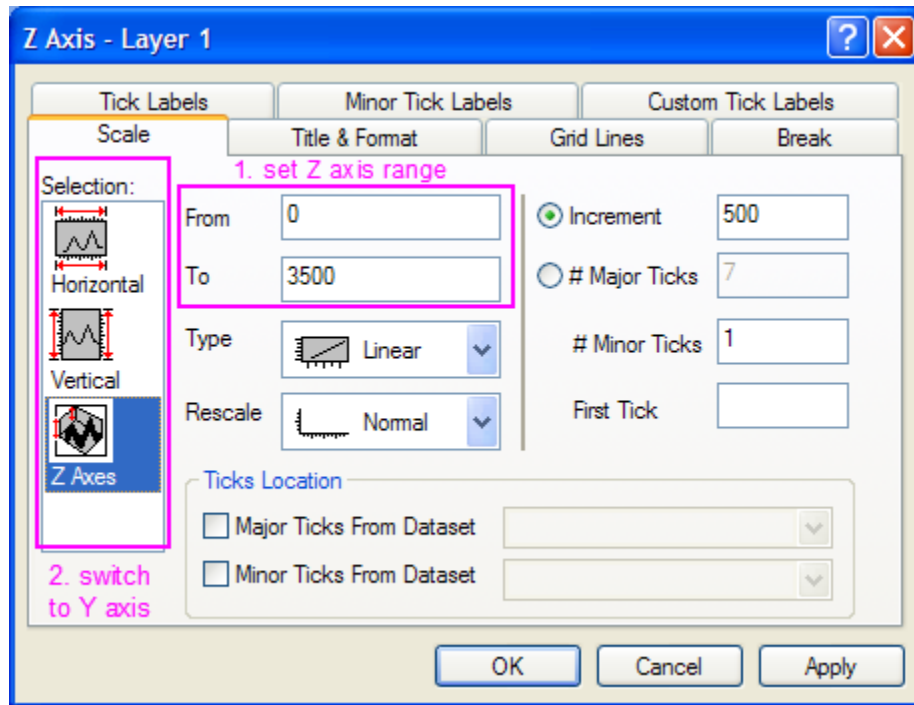 Z Axis - Layer 1
Tick Labels Minor Tick Labels Custom Tick Labels
Scale Title & Format Grid Lines Break
1. set Z axis range
Selection:
Horizontal
Vertical
Z Axes
2. switch
to Y axis
From 0
To 3500
Type Linear
Rescale Normal
Increment 500
# Major Ticks 7
# Minor Ticks 1
First Tick
Ticks Location
Major Ticks From Dataset
Minor Ticks From Dataset
OK Cancel Apply